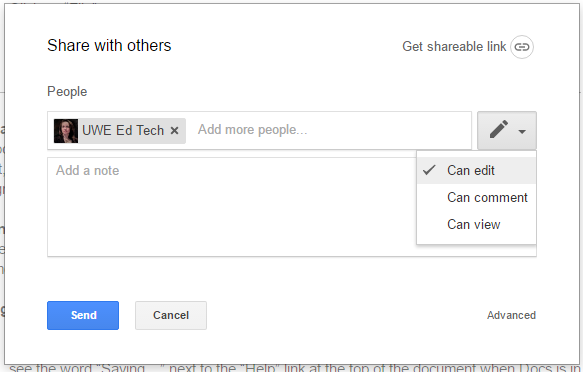 Share with others
Get shareable link
People
UWE Ed Tech × Add more people...
Add a note
Can edit
Can comment
Can view
Send
Cancel
Advanced
see the word "Saving..." next to the "Help" link at the top of the document when Docs is in